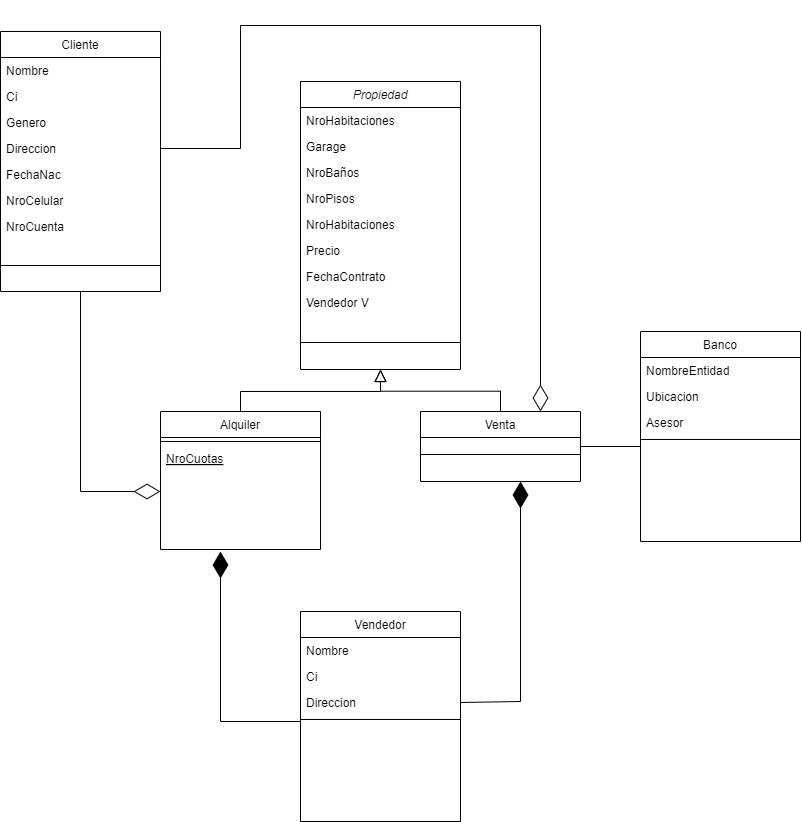 Cliente
Nombre
Ci
Genero
Direccion
FechaNac
NroCelular
NroCuenta
Propiedad
NroHabitaciones
Garage
NroBaños
NroPisos
NroHabitaciones
Precio
FechaContrato
Vendedor V
Banco
NombreEntidad
Ubicacion
Asesor
Alquiler
NroCuotas
Venta
Vendedor
Nombre
Ci
Direccion